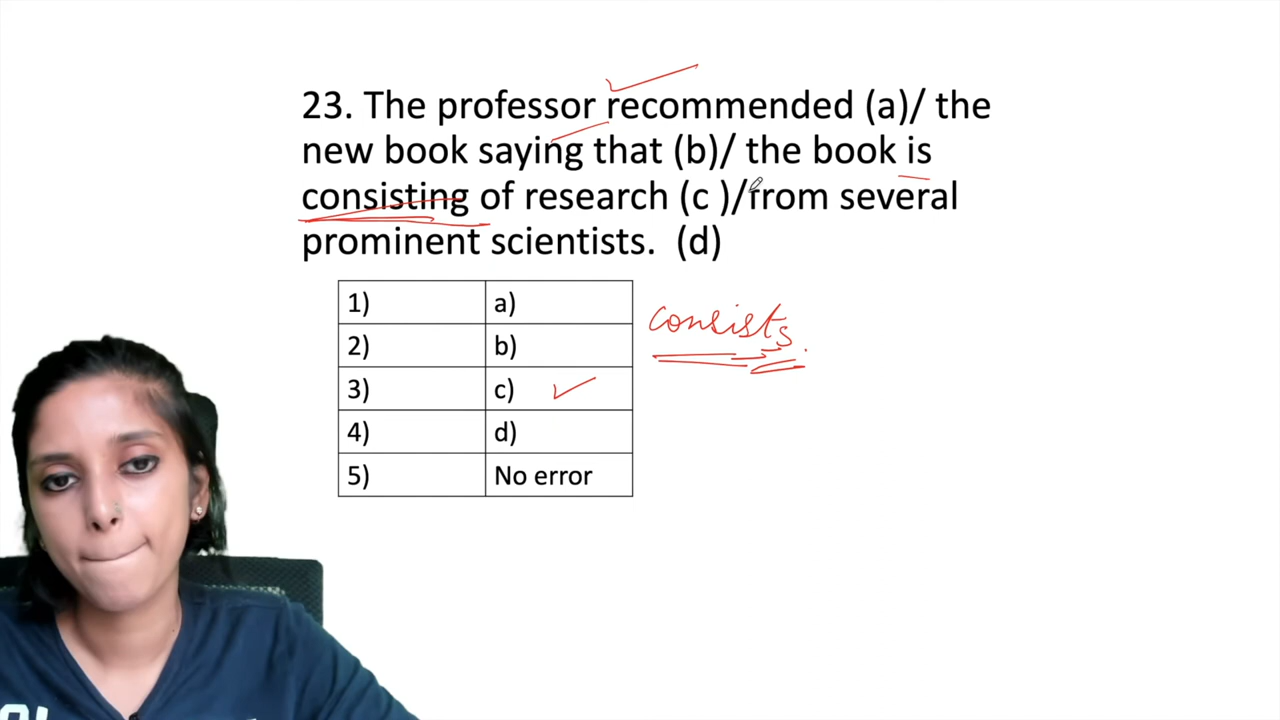 23. The professor recommended (a)/ the
new book saying that (b)/ the book is
consisting of research (c )/from several
prominent scientists.  (d)
1) a)
2) b)
3) c)
4) d)
5) No error
consists.